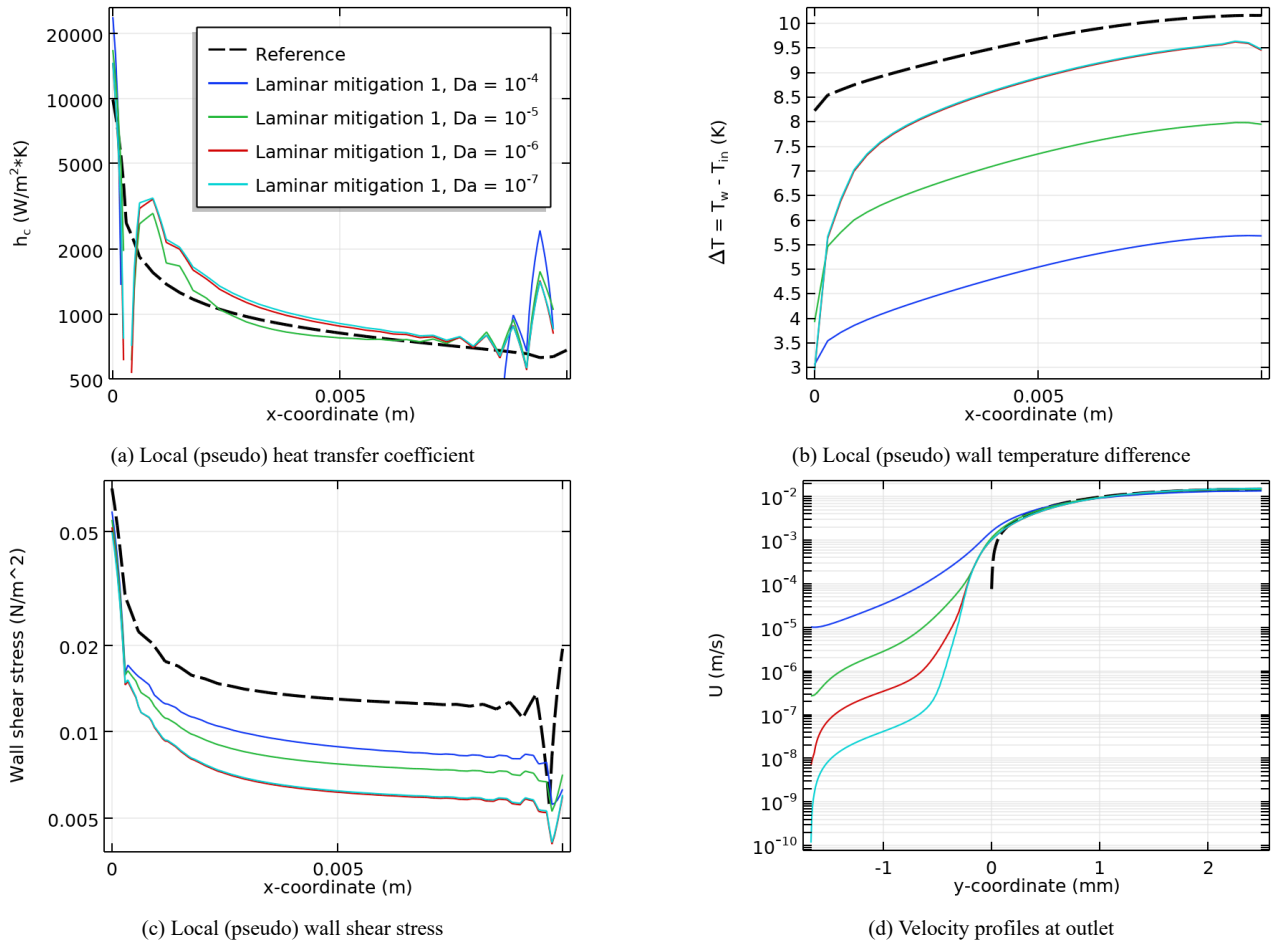 20000
10000
5000
2000
1000
500
h_c (W/m²*K)
Reference
Laminar mitigation 1, Da = 10⁻⁴
Laminar mitigation 1, Da = 10⁻⁵
Laminar mitigation 1, Da = 10⁻⁶
Laminar mitigation 1, Da = 10⁻⁷
0 0.005
x-coordinate (m)
(a) Local (pseudo) heat transfer coefficient
10
9.5
9
8.5
8
7.5
7
6.5
6
5.5
5
4.5
4
3.5
3
ΔT = T_w - T_in (K)
0 0.005
x-coordinate (m)
(b) Local (pseudo) wall temperature difference
0.05
0.02
0.01
0.005
Wall shear stress (N/m^2)
0 0.005
x-coordinate (m)
(c) Local (pseudo) wall shear stress
10⁻²
10⁻³
10⁻⁴
10⁻⁵
10⁻⁶
10⁻⁷
10⁻⁸
10⁻⁹
10⁻¹⁰
U (m/s)
-1 0 1 2
y-coordinate (mm)
(d) Velocity profiles at outlet